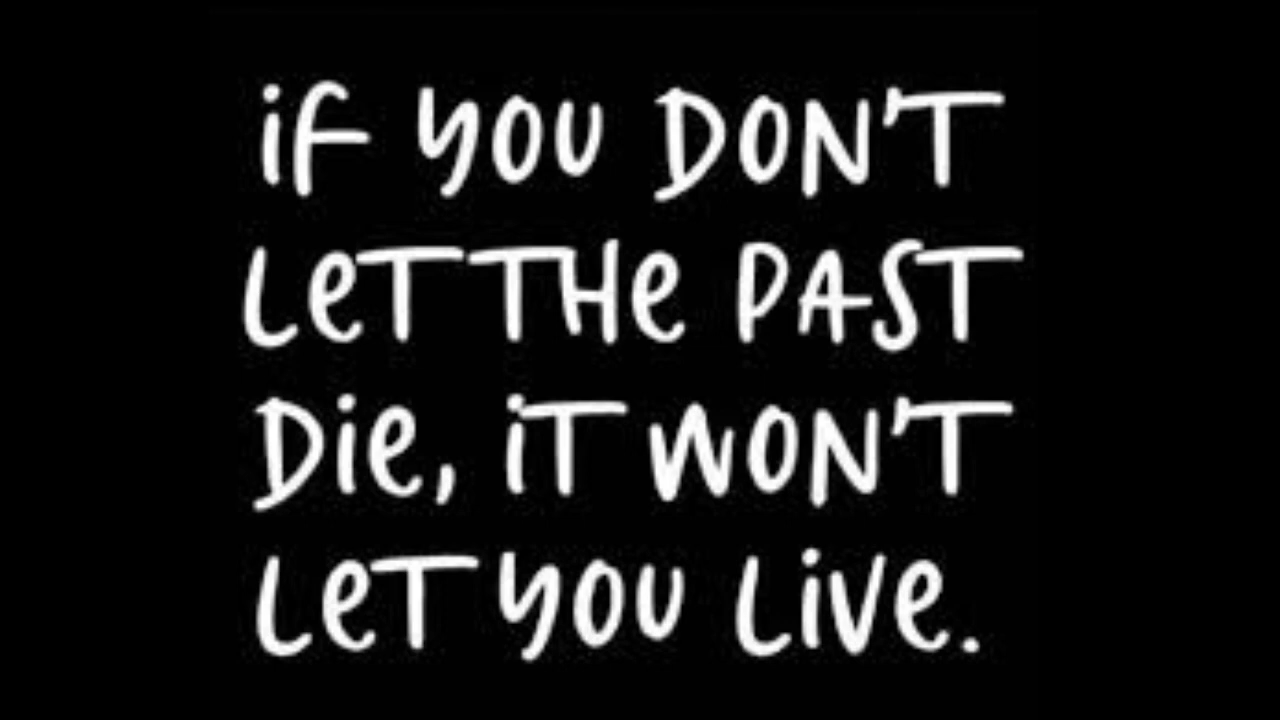 if you DON'T
LeT THe PAST
Die, iT WON'T
LeT you Live.